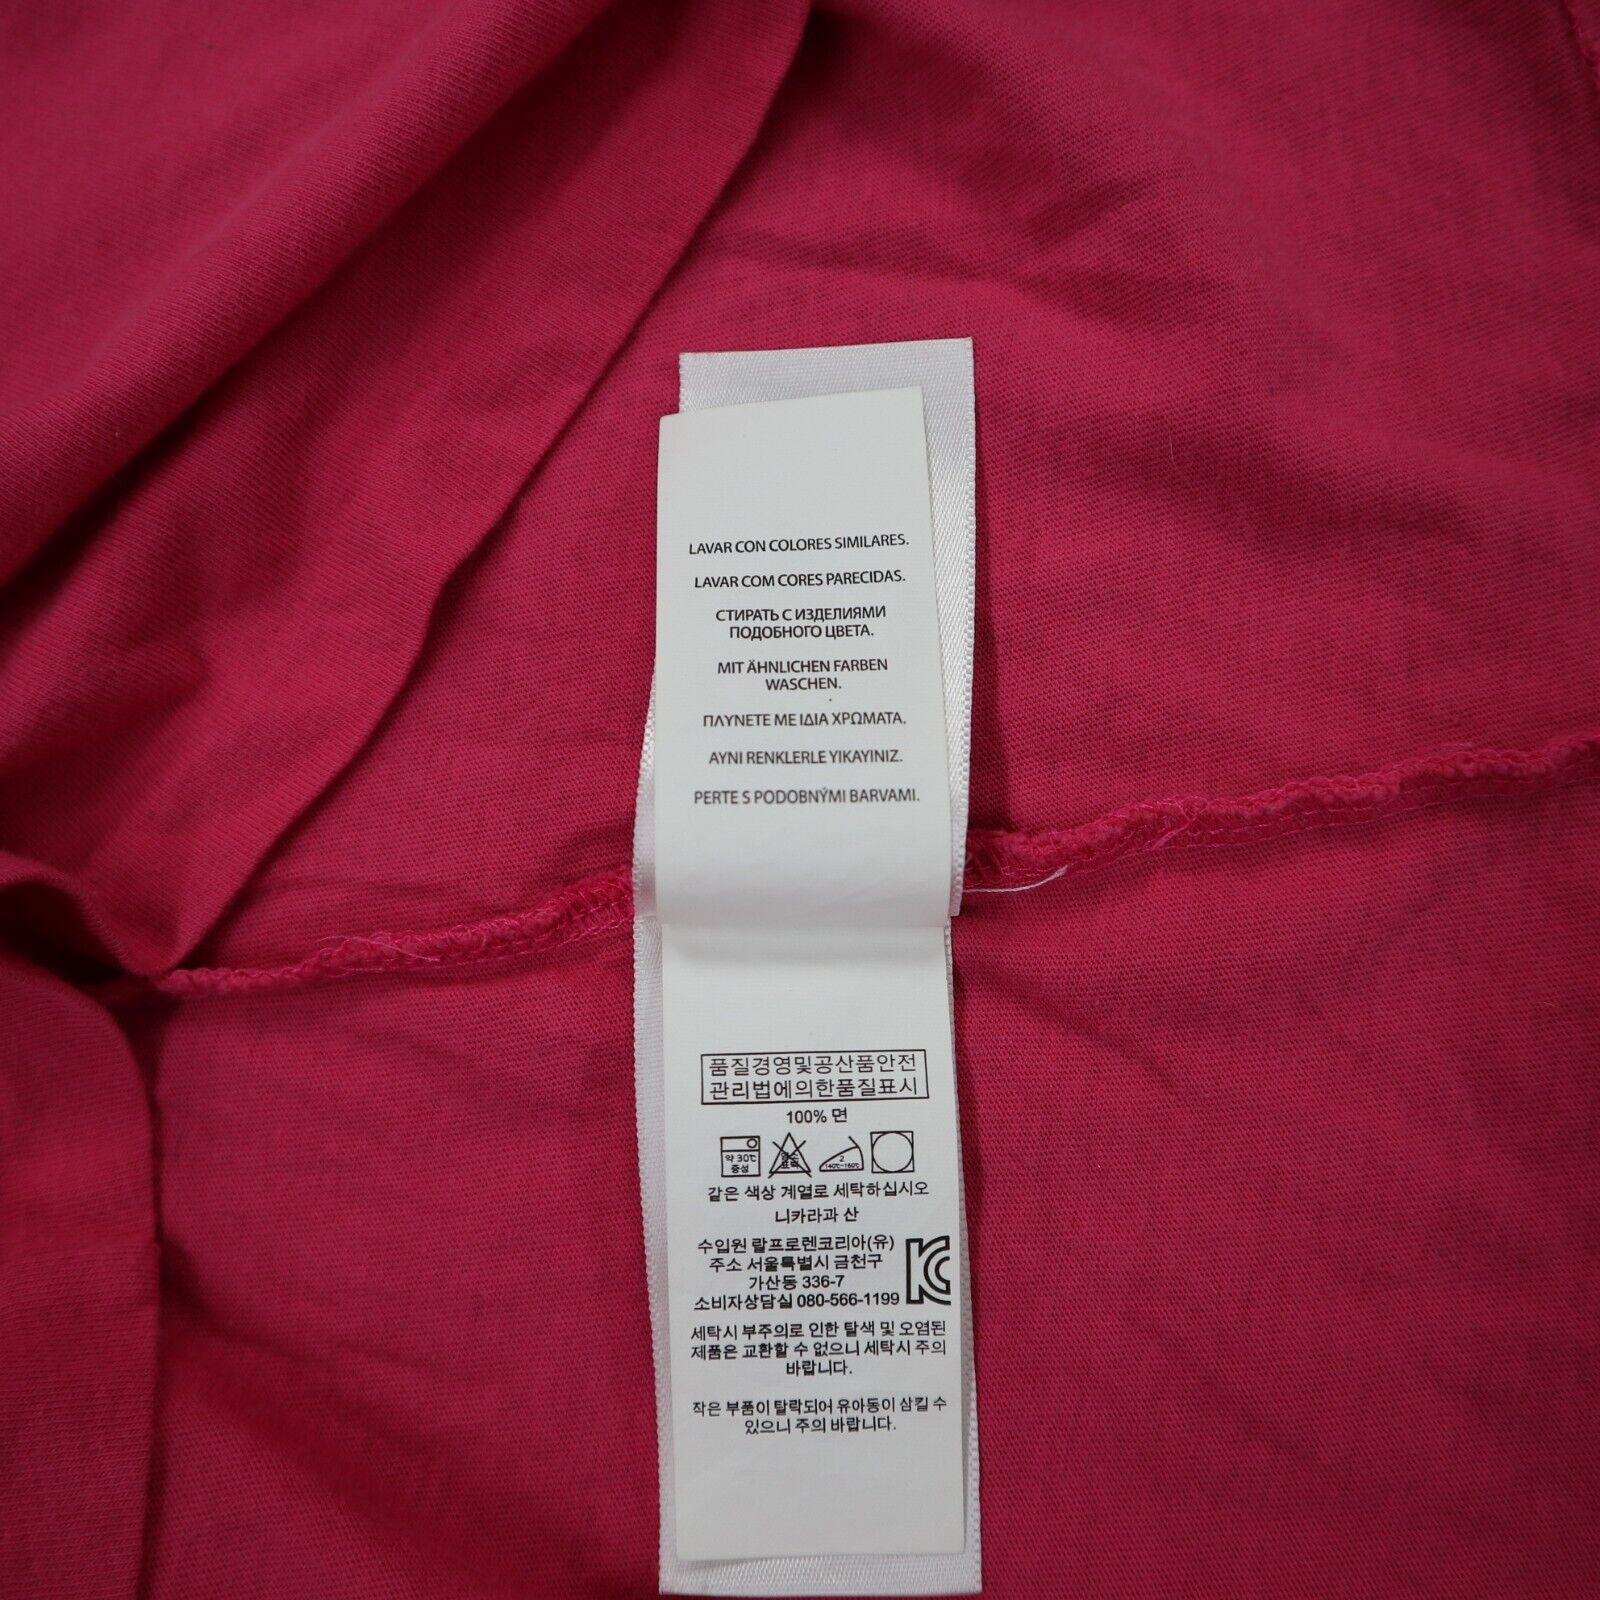 LAVAR CON COLORES SIMILARES.
LAVAR COM CORES PARECIDAS.
СТИРАТЬ С ИЗДЕЛИЯМИ
ПОДОБНОГО ЦВЕТА.
MIT ÄHNLICHEN FARBEN
WASCHEN.
ΠΛΥΝΕΤΕ ΜΕ ΙΔΙΑ ΧΡΩΜΑΤΑ.
AYNI RENKLERLE YIKAYINIZ.
PERTE S PODOBNÝMI BARVAMI.
품질경영및공산품안전
관리법에의한품질표시
100% 면
약 30℃
중성
2
140℃~160℃
같은 색상 계열로 세탁하십시오
니카라과 산
수입원 랄프로렌코리아(유)
주소 서울특별시 금천구
가산동 336-7
소비자상담실 080-566-1199
세탁시 부주의로 인한 탈색 및 오염된
제품은 교환할 수 없으니 세탁시 주의
바랍니다.
작은 부품이 탈락되어 유아동이 삼킬 수
있으니 주의 바랍니다.